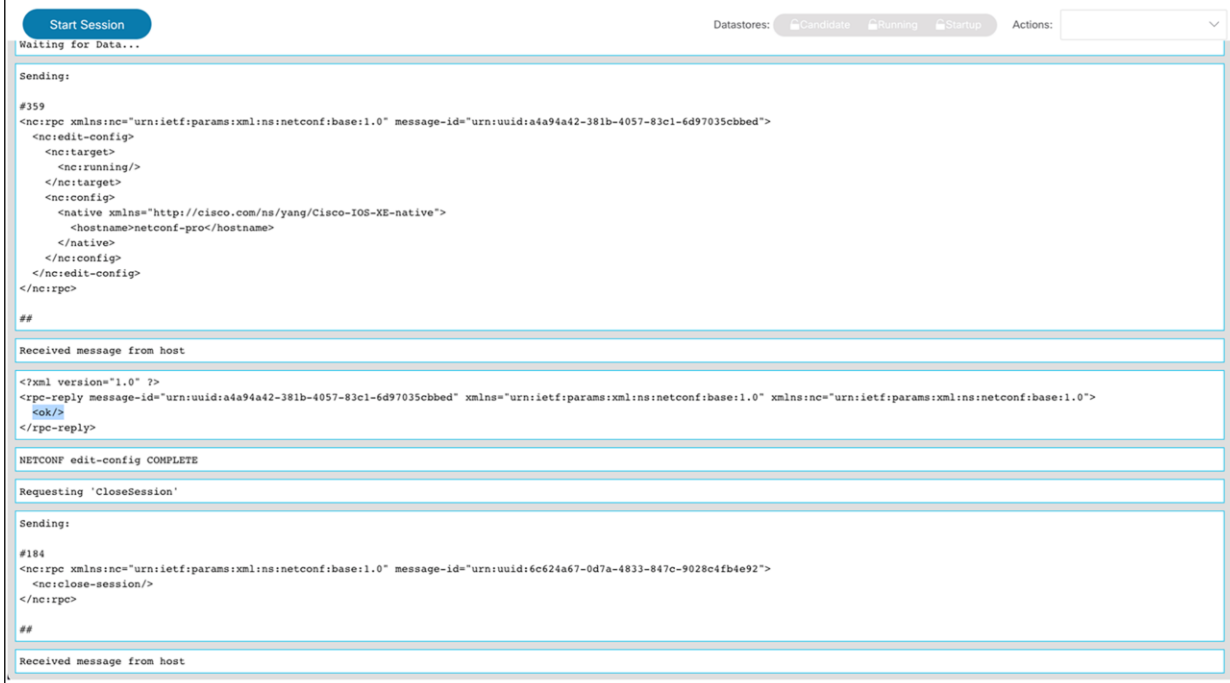 Start Session
Datastores: Candidate Running Startup Actions:
Waiting for Data...
Sending:
#359
<nc:rpc xmlns:nc="urn:ietf:params:xml:ns:netconf:base:1.0" message-id="urn:uuid:a4a94a42-381b-4057-83c1-6d97035cbbed">
  <nc:edit-config>
    <nc:target>
      <nc:running/>
    </nc:target>
    <nc:config>
      <native xmlns="http://cisco.com/ns/yang/Cisco-IOS-XE-native">
        <hostname>netconf-pro</hostname>
      </native>
    </nc:config>
  </nc:edit-config>
</nc:rpc>
##
Received message from host
<?xml version="1.0" ?>
<rpc-reply message-id="urn:uuid:a4a94a42-381b-4057-83c1-6d97035cbbed" xmlns="urn:ietf:params:xml:ns:netconf:base:1.0" xmlns:nc="urn:ietf:params:xml:ns:netconf:base:1.0">
  <ok/>
</rpc-reply>
NETCONF edit-config COMPLETE
Requesting 'CloseSession'
Sending:
#184
<nc:rpc xmlns:nc="urn:ietf:params:xml:ns:netconf:base:1.0" message-id="urn:uuid:6c624a67-0d7a-4833-847c-9028c4fb4e92">
  <nc:close-session/>
</nc:rpc>
##
Received message from host